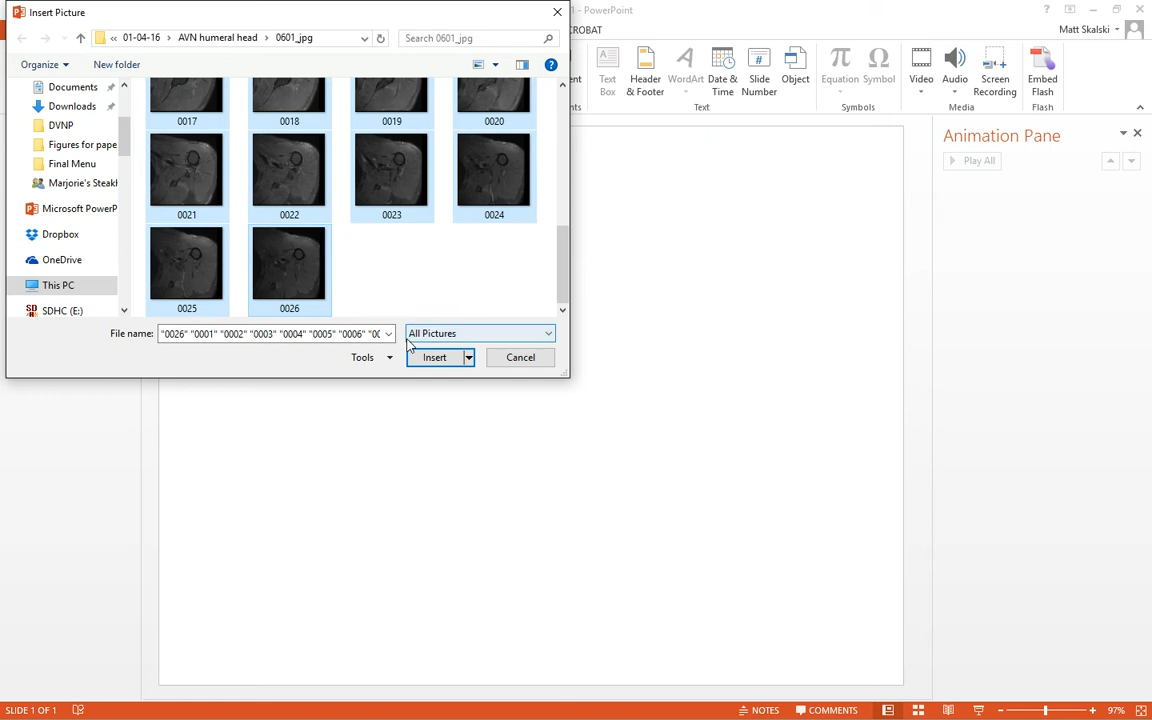 Insert Picture
- PowerPoint
?
« 01-04-16 › AVN humeral head › 0601_jpg
Search 0601_jpg
CROBAT
Matt Skalski
Organize
New folder
Documents
Downloads
DVNP
Figures for pape
Final Menu
Marjorie's Steakh
Microsoft PowerP
Dropbox
OneDrive
This PC
SDHC (E:)
0017
0018
0019
0020
0021
0022
0023
0024
0025
0026
File name:
"0026" "0001" "0002" "0003" "0004" "0005" "0006" "00
All Pictures
Tools
Insert
Cancel
Text
Box
Header
& Footer
WordArt
Date &
Time
Slide
Number
Object
Equation
Symbol
Video
Audio
Screen
Recording
Embed
Flash
Text
Symbols
Media
Flash
Animation Pane
Play All
SLIDE 1 OF 1
NOTES
COMMENTS
97%